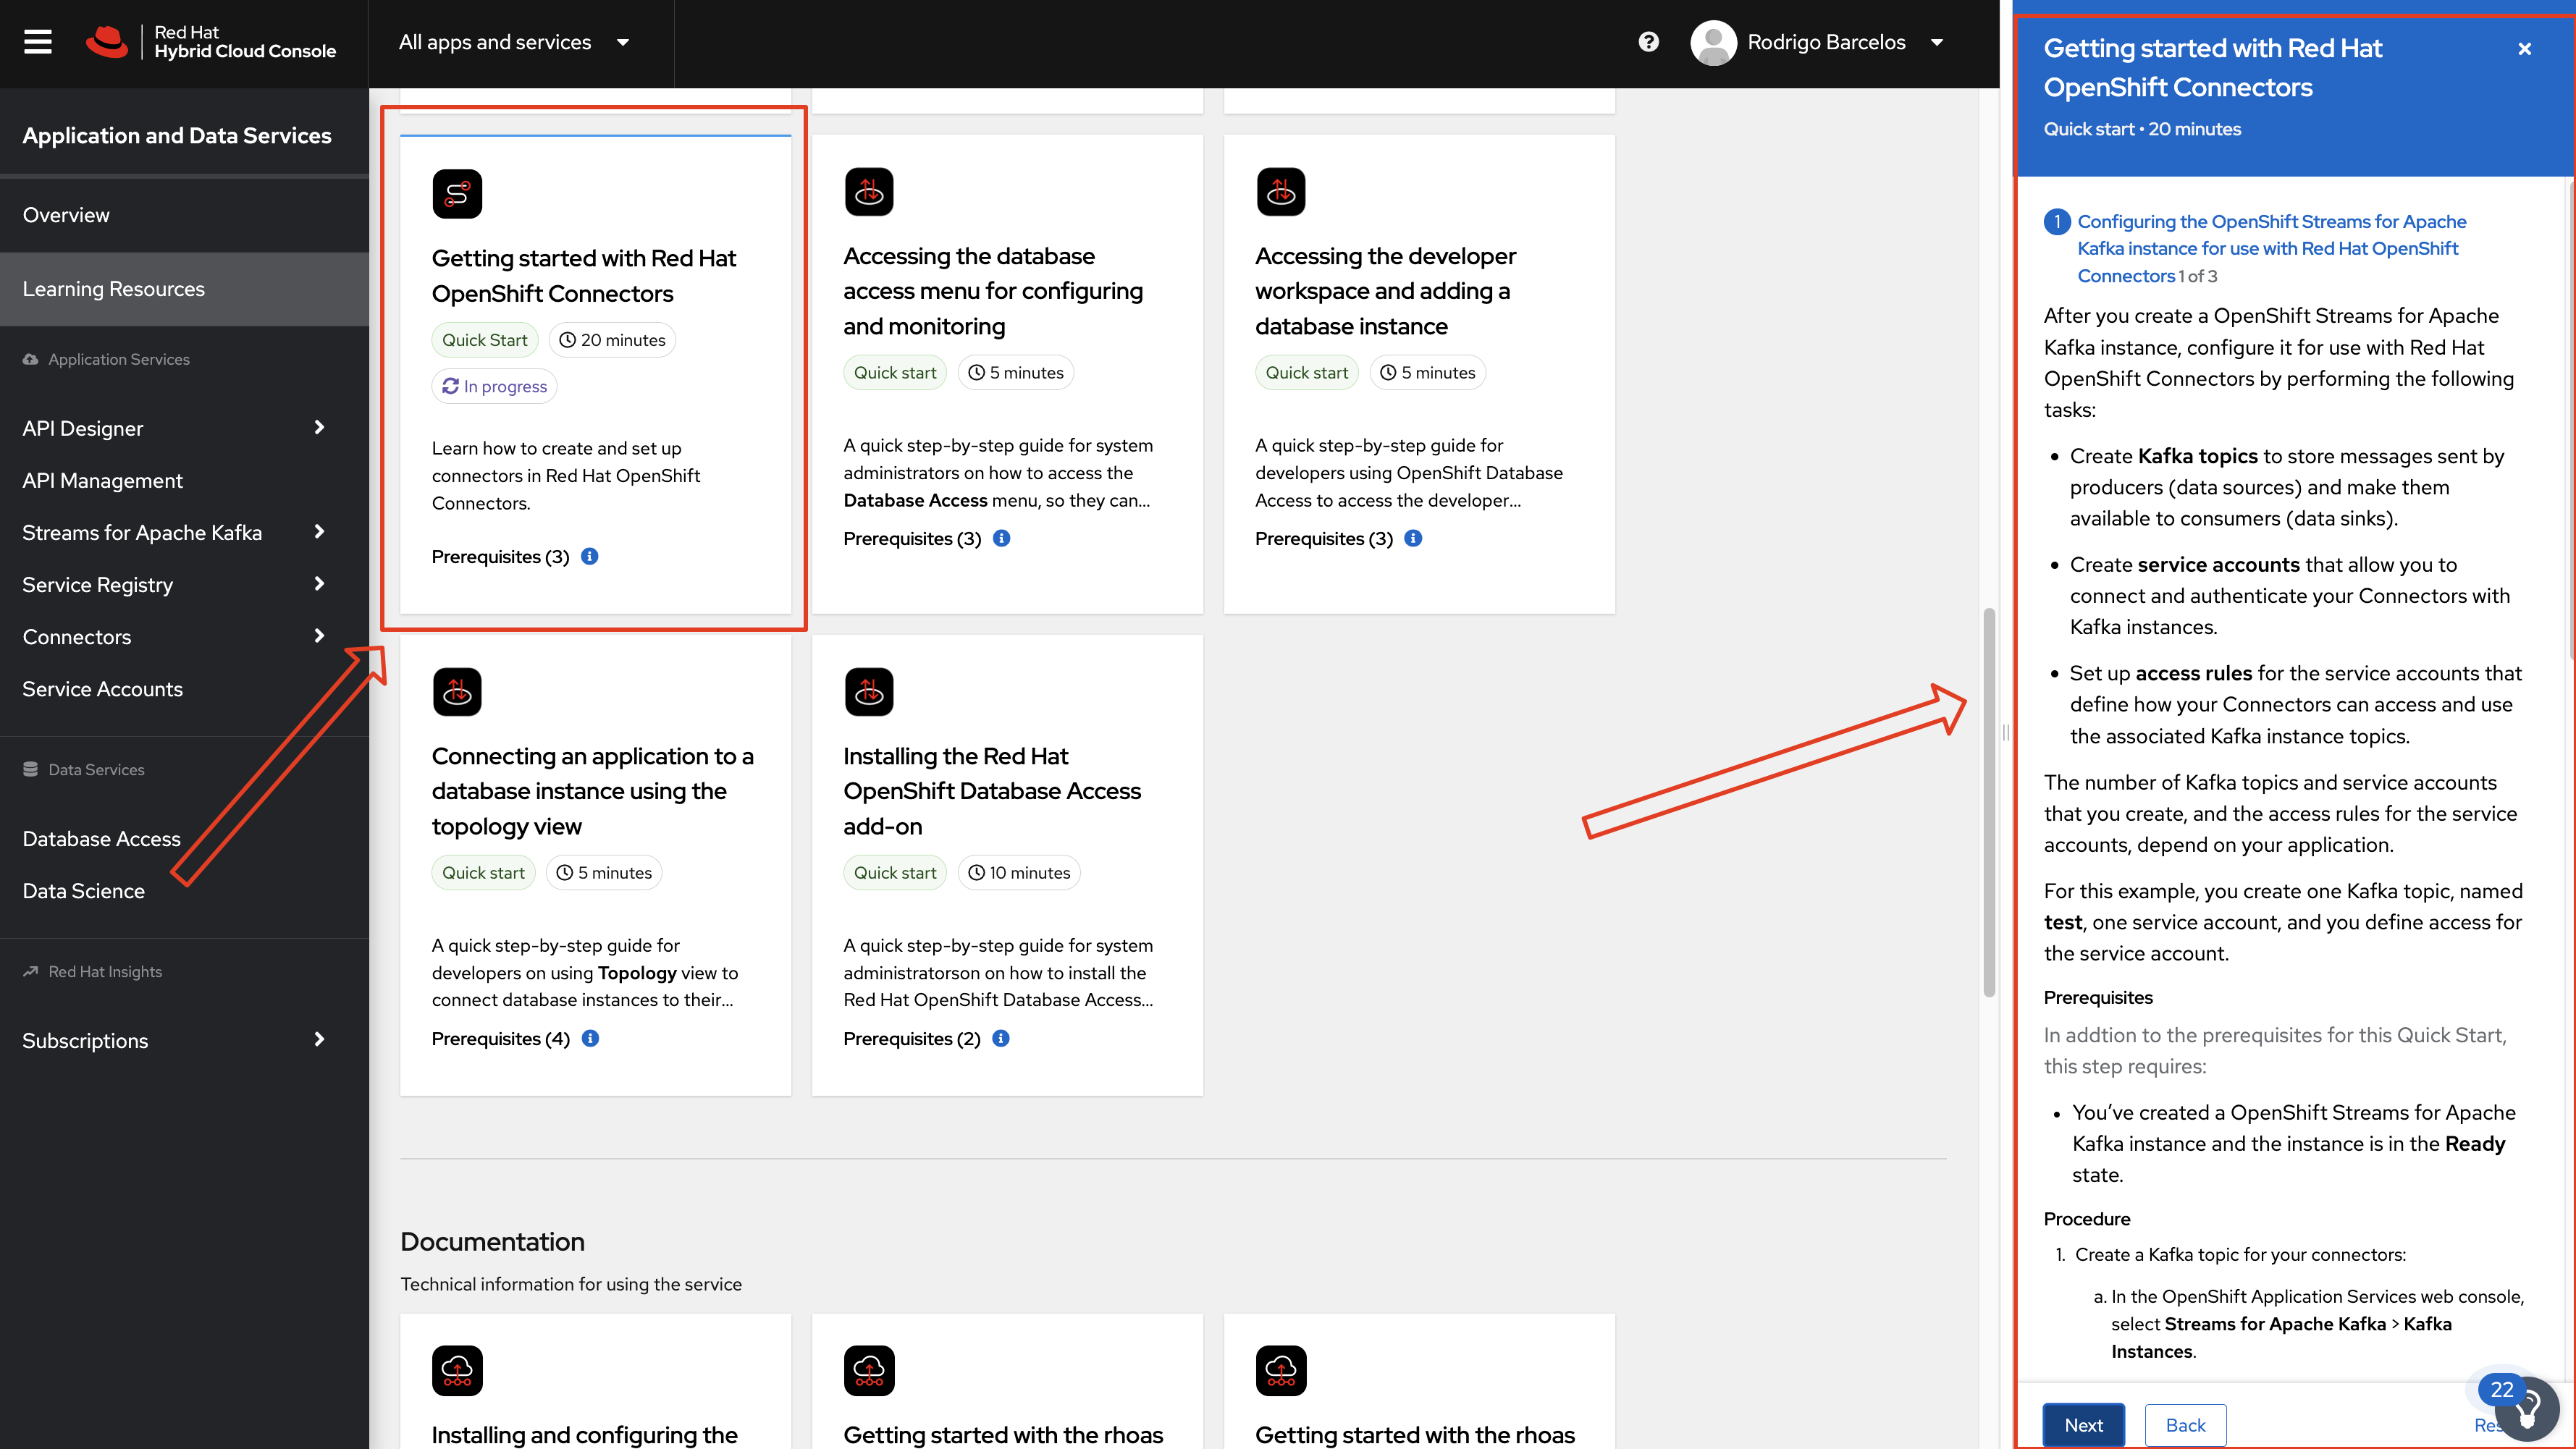 Red Hat
Hybrid Cloud Console
All apps and services
Rodrigo Barcelos
Application and Data Services
Overview
Learning Resources
Application Services
API Designer
API Management
Streams for Apache Kafka
Service Registry
Connectors
Service Accounts
Data Services
Database Access
Data Science
Red Hat Insights
Subscriptions
Getting started with Red Hat
OpenShift Connectors
Quick Start
20 minutes
In progress
Learn how to create and set up
connectors in Red Hat OpenShift
Connectors.
Prerequisites (3)
Accessing the database
access menu for configuring
and monitoring
Quick start
5 minutes
A quick step-by-step guide for system
administrators on how to access the
Database Access menu, so they can...
Prerequisites (3)
Accessing the developer
workspace and adding a
database instance
Quick start
5 minutes
A quick step-by-step guide for
developers using OpenShift Database
Access to access the developer...
Prerequisites (3)
Connecting an application to a
database instance using the
topology view
Quick start
5 minutes
A quick step-by-step guide for
developers on using Topology view to
connect database instances to their...
Prerequisites (4)
Installing the Red Hat
OpenShift Database Access
add-on
Quick start
10 minutes
A quick step-by-step guide for system
administratorson on how to install the
Red Hat OpenShift Database Access...
Prerequisites (2)
Documentation
Technical information for using the service
Installing and configuring the
Getting started with the rhoas
Getting started with the rhoas
Getting started with Red Hat
OpenShift Connectors
Quick start • 20 minutes
1 Configuring the OpenShift Streams for Apache
Kafka instance for use with Red Hat OpenShift
Connectors 1 of 3
After you create a OpenShift Streams for Apache
Kafka instance, configure it for use with Red Hat
OpenShift Connectors by performing the following
tasks:
• Create Kafka topics to store messages sent by
producers (data sources) and make them
available to consumers (data sinks).
• Create service accounts that allow you to
connect and authenticate your Connectors with
Kafka instances.
• Set up access rules for the service accounts that
define how your Connectors can access and use
the associated Kafka instance topics.
The number of Kafka topics and service accounts
that you create, and the access rules for the service
accounts, depend on your application.
For this example, you create one Kafka topic, named
test, one service account, and you define access for
the service account.
Prerequisites
In addtion to the prerequisites for this Quick Start,
this step requires:
• You've created a OpenShift Streams for Apache
Kafka instance and the instance is in the Ready
state.
Procedure
1. Create a Kafka topic for your connectors:
a. In the OpenShift Application Services web console,
select Streams for Apache Kafka > Kafka
Instances.
22
Next
Back